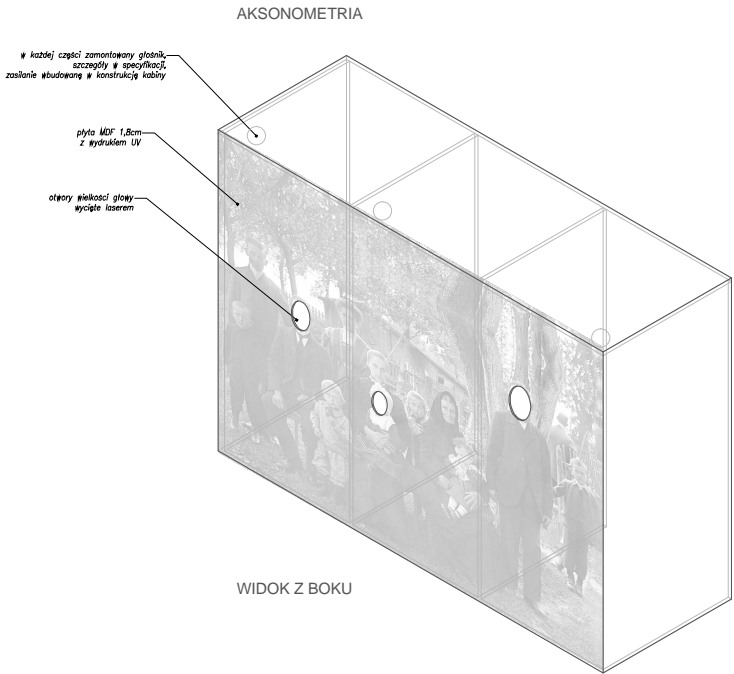 AKSONOMETRIA
w każdej części zamontowany głośnik,
szczegóły w specyfikacji,
zasilanie wbudowane w konstrukcję kabiny
płyta MDF 1,8cm
z wydrukiem UV
otwory wielkości głowy
wycięte laserem
WIDOK Z BOKU